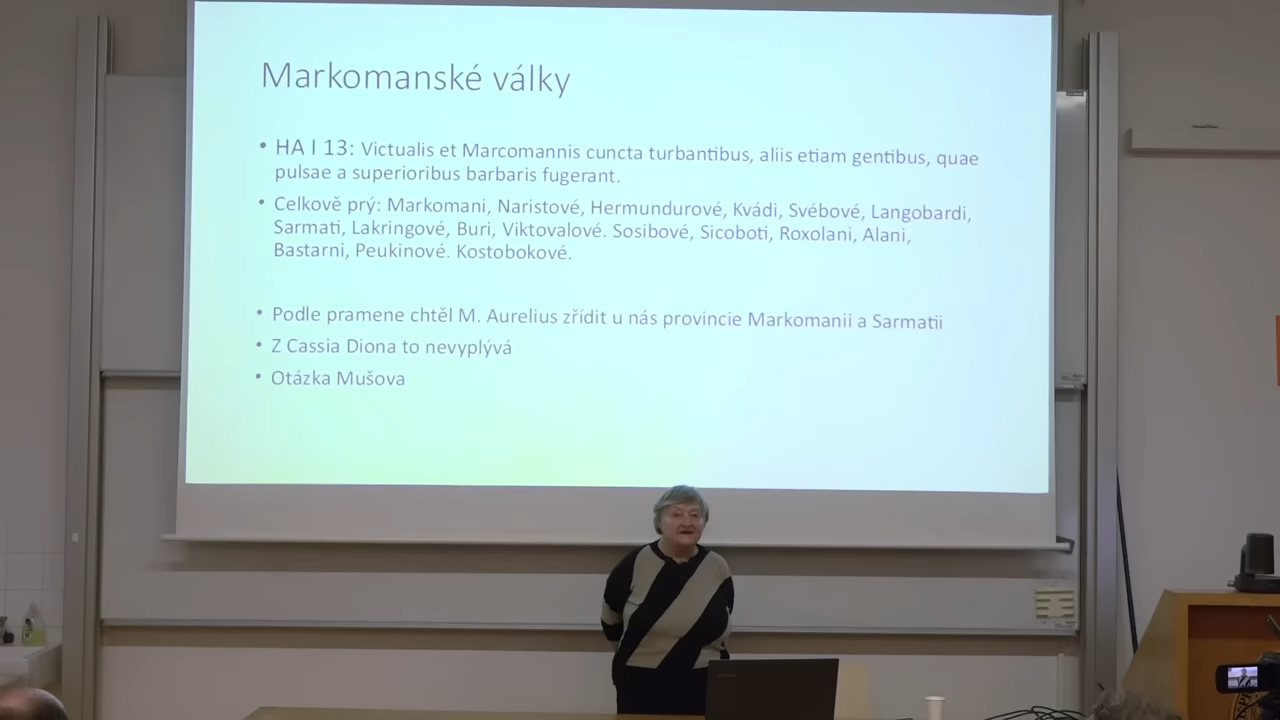 Markomanské války
• HA I 13: Victualis et Marcomannis cuncta turbantibus, aliis etiam gentibus, quae
pulsae a superioribus barbaris fugerant.
• Celkově prý: Markomani, Naristové, Hermundurové, Kvádi, Svébové, Langobardi,
Sarmati, Lakringové, Buri, Viktovalové. Sosibové, Sicoboti, Roxolani, Alani,
Bastarni, Peukinové. Kostobokové.
• Podle pramene chtěl M. Aurelius zřídit u nás provincie Markomanii a Sarmatii
• Z Cassia Diona to nevyplývá
• Otázka Mušova